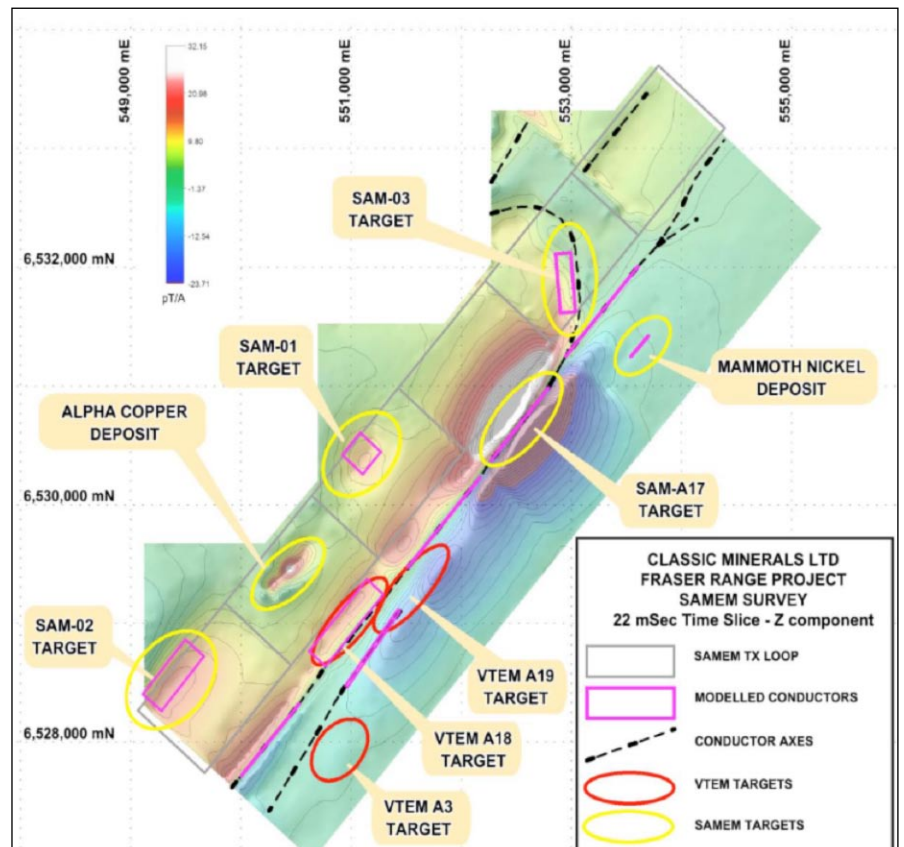 549,000 mE
551,000 mE
553,000 mE
555,000 mE
32.15
20.98
9.80
-1.37
-12.54
-23.71
pT/A
SAM-03
TARGET
6,532,000 mN
SAM-01
TARGET
MAMMOTH NICKEL
DEPOSIT
ALPHA COPPER
DEPOSIT
6,530,000 mN
SAM-A17
TARGET
SAM-02
TARGET
VTEM A19
TARGET
6,528,000 mN
VTEM A18
TARGET
VTEM A3
TARGET
CLASSIC MINERALS LTD
FRASER RANGE PROJECT
SAMEM SURVEY
22 mSec Time Slice - Z component
SAMEM TX LOOP
MODELLED CONDUCTORS
CONDUCTOR AXES
VTEM TARGETS
SAMEM TARGETS